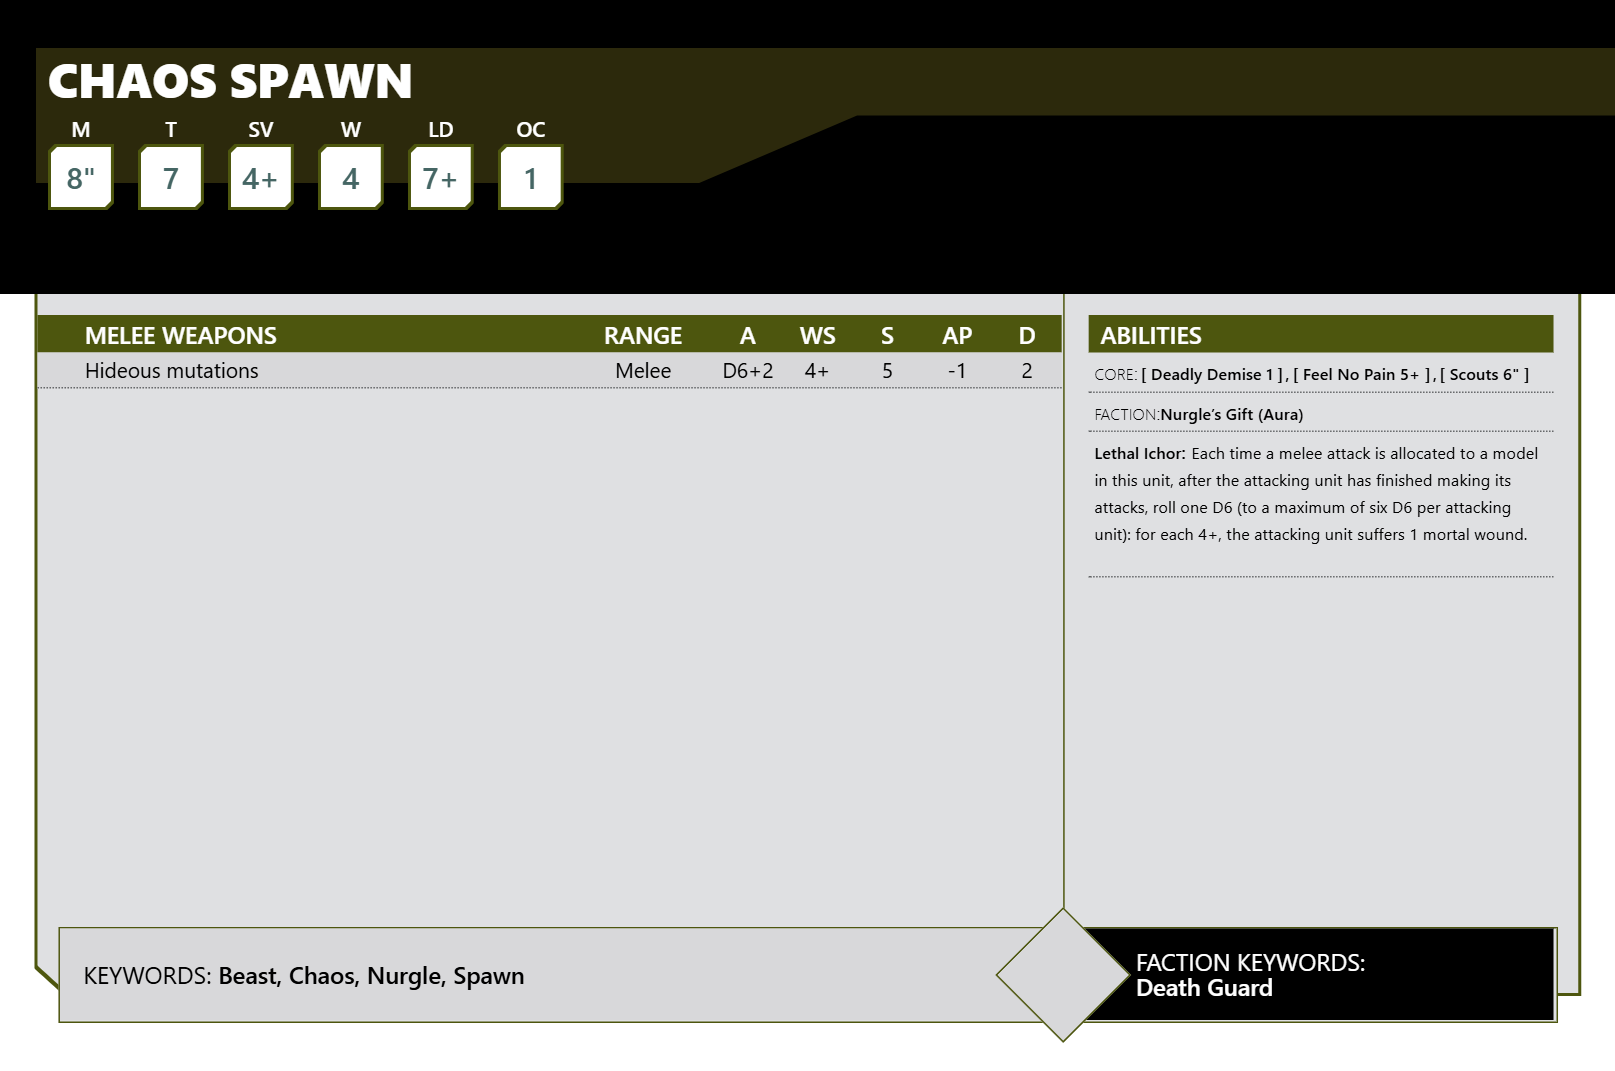 CHAOS SPAWN
M T SV W LD OC
8" 7 4+ 4 7+ 1
MELEE WEAPONS RANGE A WS S AP D
Hideous mutations Melee D6+2 4+ 5 -1 2
ABILITIES
CORE: [ Deadly Demise 1 ] , [ Feel No Pain 5+ ] , [ Scouts 6" ]
FACTION:Nurgle’s Gift (Aura)
Lethal Ichor: Each time a melee attack is allocated to a model
in this unit, after the attacking unit has finished making its
attacks, roll one D6 (to a maximum of six D6 per attacking
unit): for each 4+, the attacking unit suffers 1 mortal wound.
KEYWORDS: Beast, Chaos, Nurgle, Spawn
FACTION KEYWORDS:
Death Guard